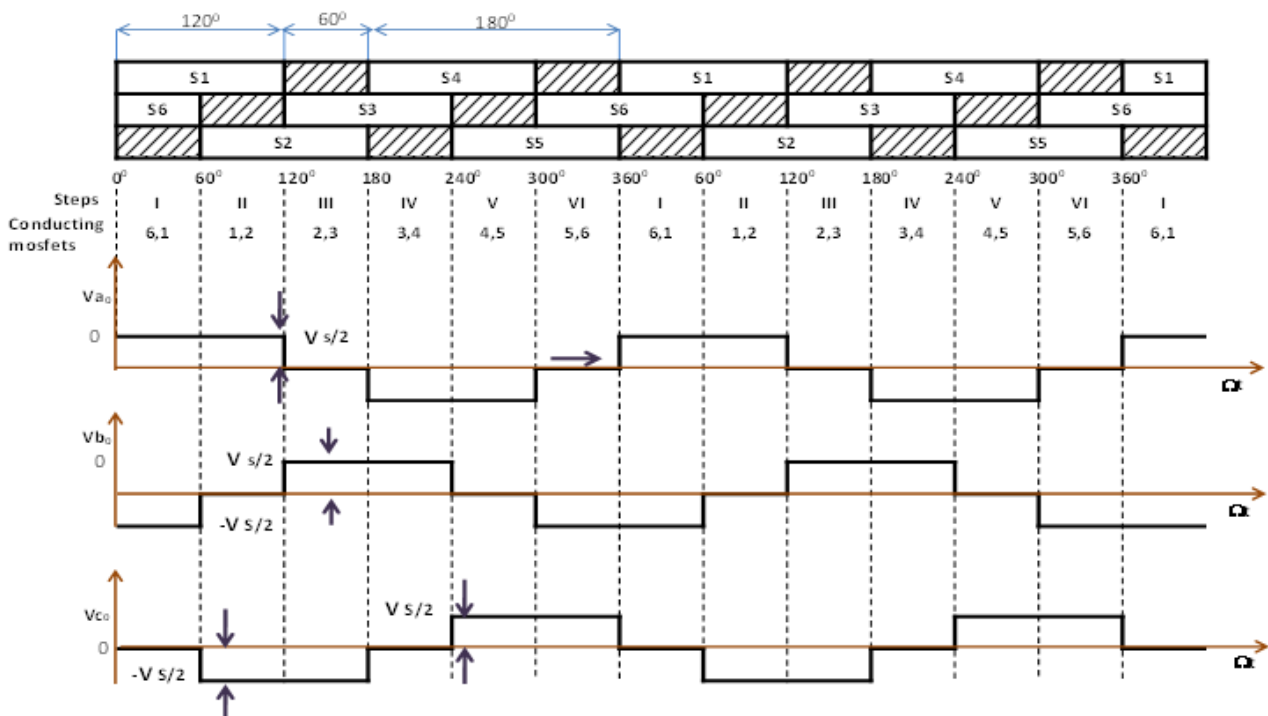 120⁰ 60⁰ 180⁰
S1 S4 S1 S4 S1
S6 S3 S6 S3 S6
S2 S5 S2 S5
0⁰ 60⁰ 120⁰ 180 240⁰ 300⁰ 360⁰ 60⁰ 120⁰ 180⁰ 240⁰ 300⁰ 360⁰
Steps I II III IV V VI I II III IV V VI I
Conducting
mosfets 6,1 1,2 2,3 3,4 4,5 5,6 6,1 1,2 2,3 3,4 4,5 5,6 6,1
Va₀
0 V s/2
Ωt
Vb₀
0 V s/2
-V S/2
Ωt
Vc₀ V S/2
0
-V S/2
Ωt